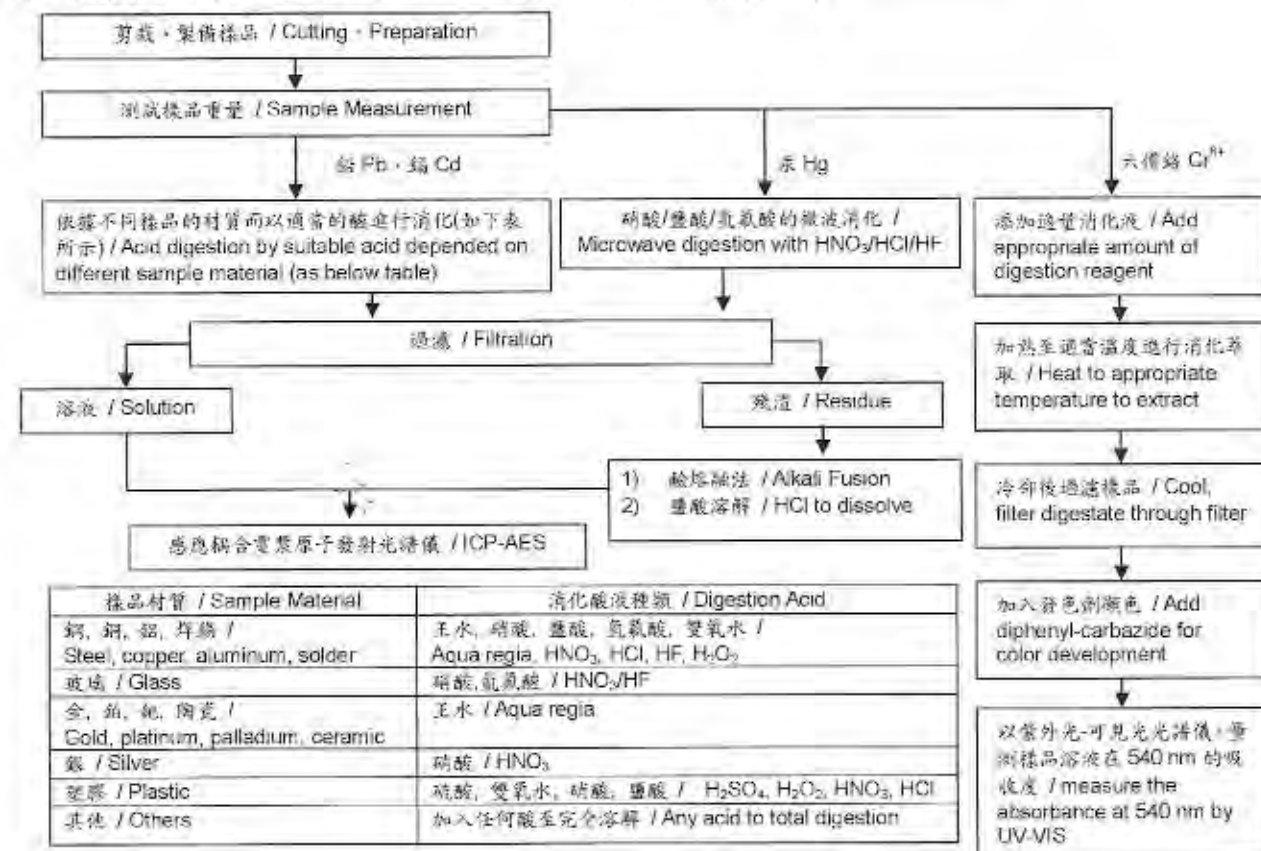 剪裁、製備樣品 / Cutting、Preparation
測試樣品重量 / Sample Measurement
鉛 Pb、鎘 Cd
汞 Hg
六價鉻 Cr⁶⁺
依據不同樣品的材質而以適當的酸進行消化(如下表
所示) / Acid digestion by suitable acid depended on
different sample material (as below table)
硝酸/鹽酸/氫氟酸的微波消化 /
Microwave digestion with HNO₃/HCl/HF
添加適量消化液 / Add
appropriate amount of
digestion reagent
過濾 / Filtration
加熱至適當溫度進行消化萃
取 / Heat to appropriate
temperature to extract
溶液 / Solution
殘渣 / Residue
1) 鹼熔融法 / Alkali Fusion
2) 鹽酸溶解 / HCl to dissolve
冷卻後過濾樣品 / Cool,
filter digestate through filter
感應耦合電漿原子發射光譜儀 / ICP-AES
樣品材質 / Sample Material
消化酸液種類 / Digestion Acid
鋼, 銅, 鋁, 焊錫 /
Steel, copper, aluminum, solder
王水, 硝酸, 鹽酸, 氫氟酸, 雙氧水 /
Aqua regia, HNO₃, HCl, HF, H₂O₂
玻璃 / Glass
硝酸,氫氟酸 / HNO₃/HF
金, 鉑, 鈀, 陶瓷 /
Gold, platinum, palladium, ceramic
王水 / Aqua regia
銀 / Silver
硝酸 / HNO₃
塑膠 / Plastic
硝酸, 雙氧水, 硝酸, 鹽酸 / H₂SO₄, H₂O₂, HNO₃, HCl
其他 / Others
加入任何酸至完全溶解 / Any acid to total digestion
加入發色劑顯色 / Add
diphenyl-carbazide for
color development
以紫外光-可見光光譜儀,量
測樣品溶液在 540 nm 的吸
收度 / measure the
absorbance at 540 nm by
UV-VIS